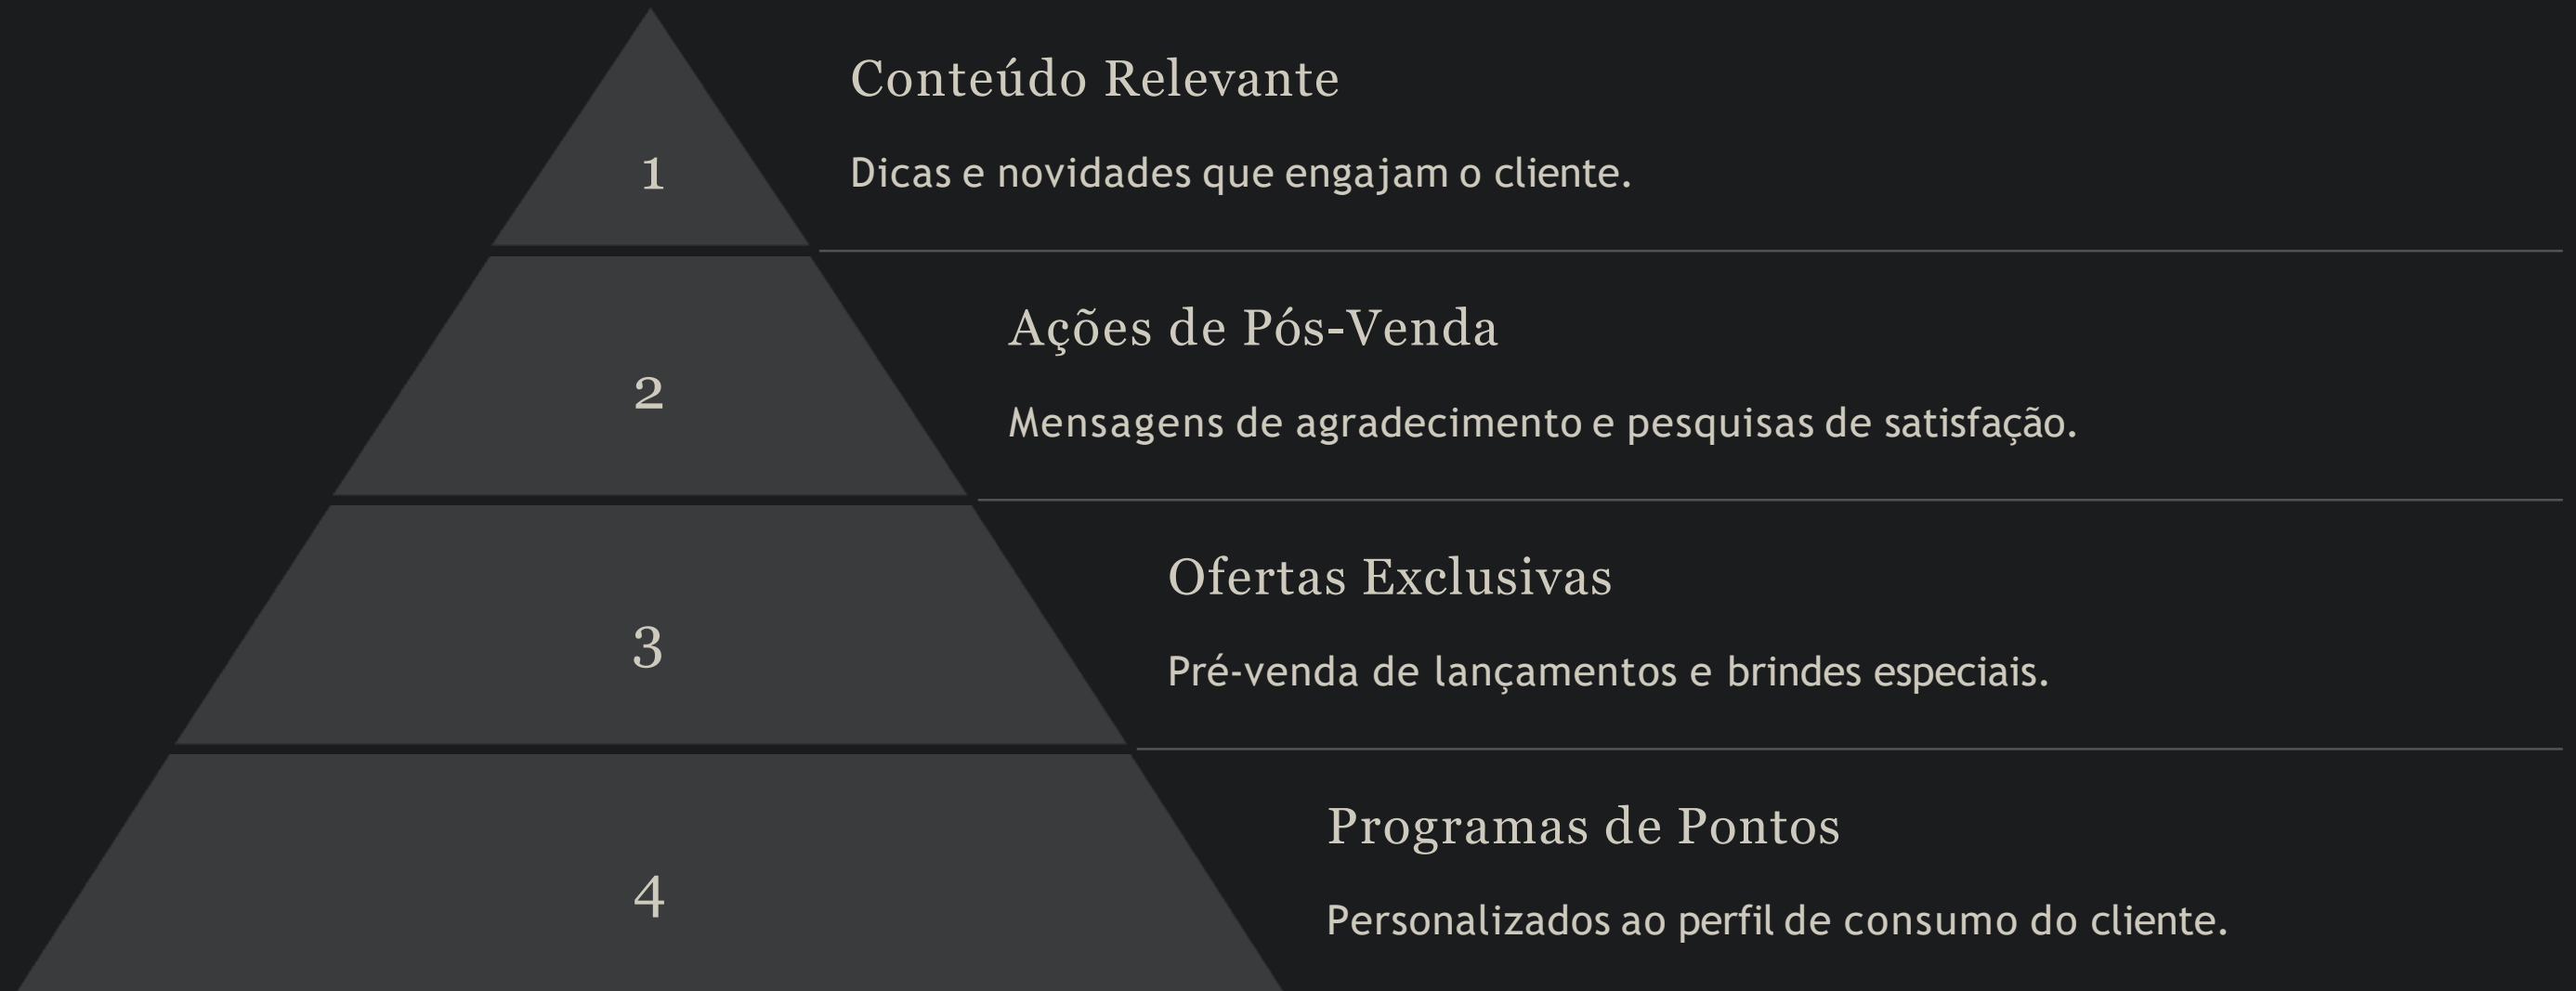 Conteúdo Relevante
1
Dicas e novidades que engajam o cliente.
Ações de Pós-Venda
2
Mensagens de agradecimento e pesquisas de satisfação.
Ofertas Exclusivas
3
Pré-venda de lançamentos e brindes especiais.
Programas de Pontos
4
Personalizados ao perfil de consumo do cliente.